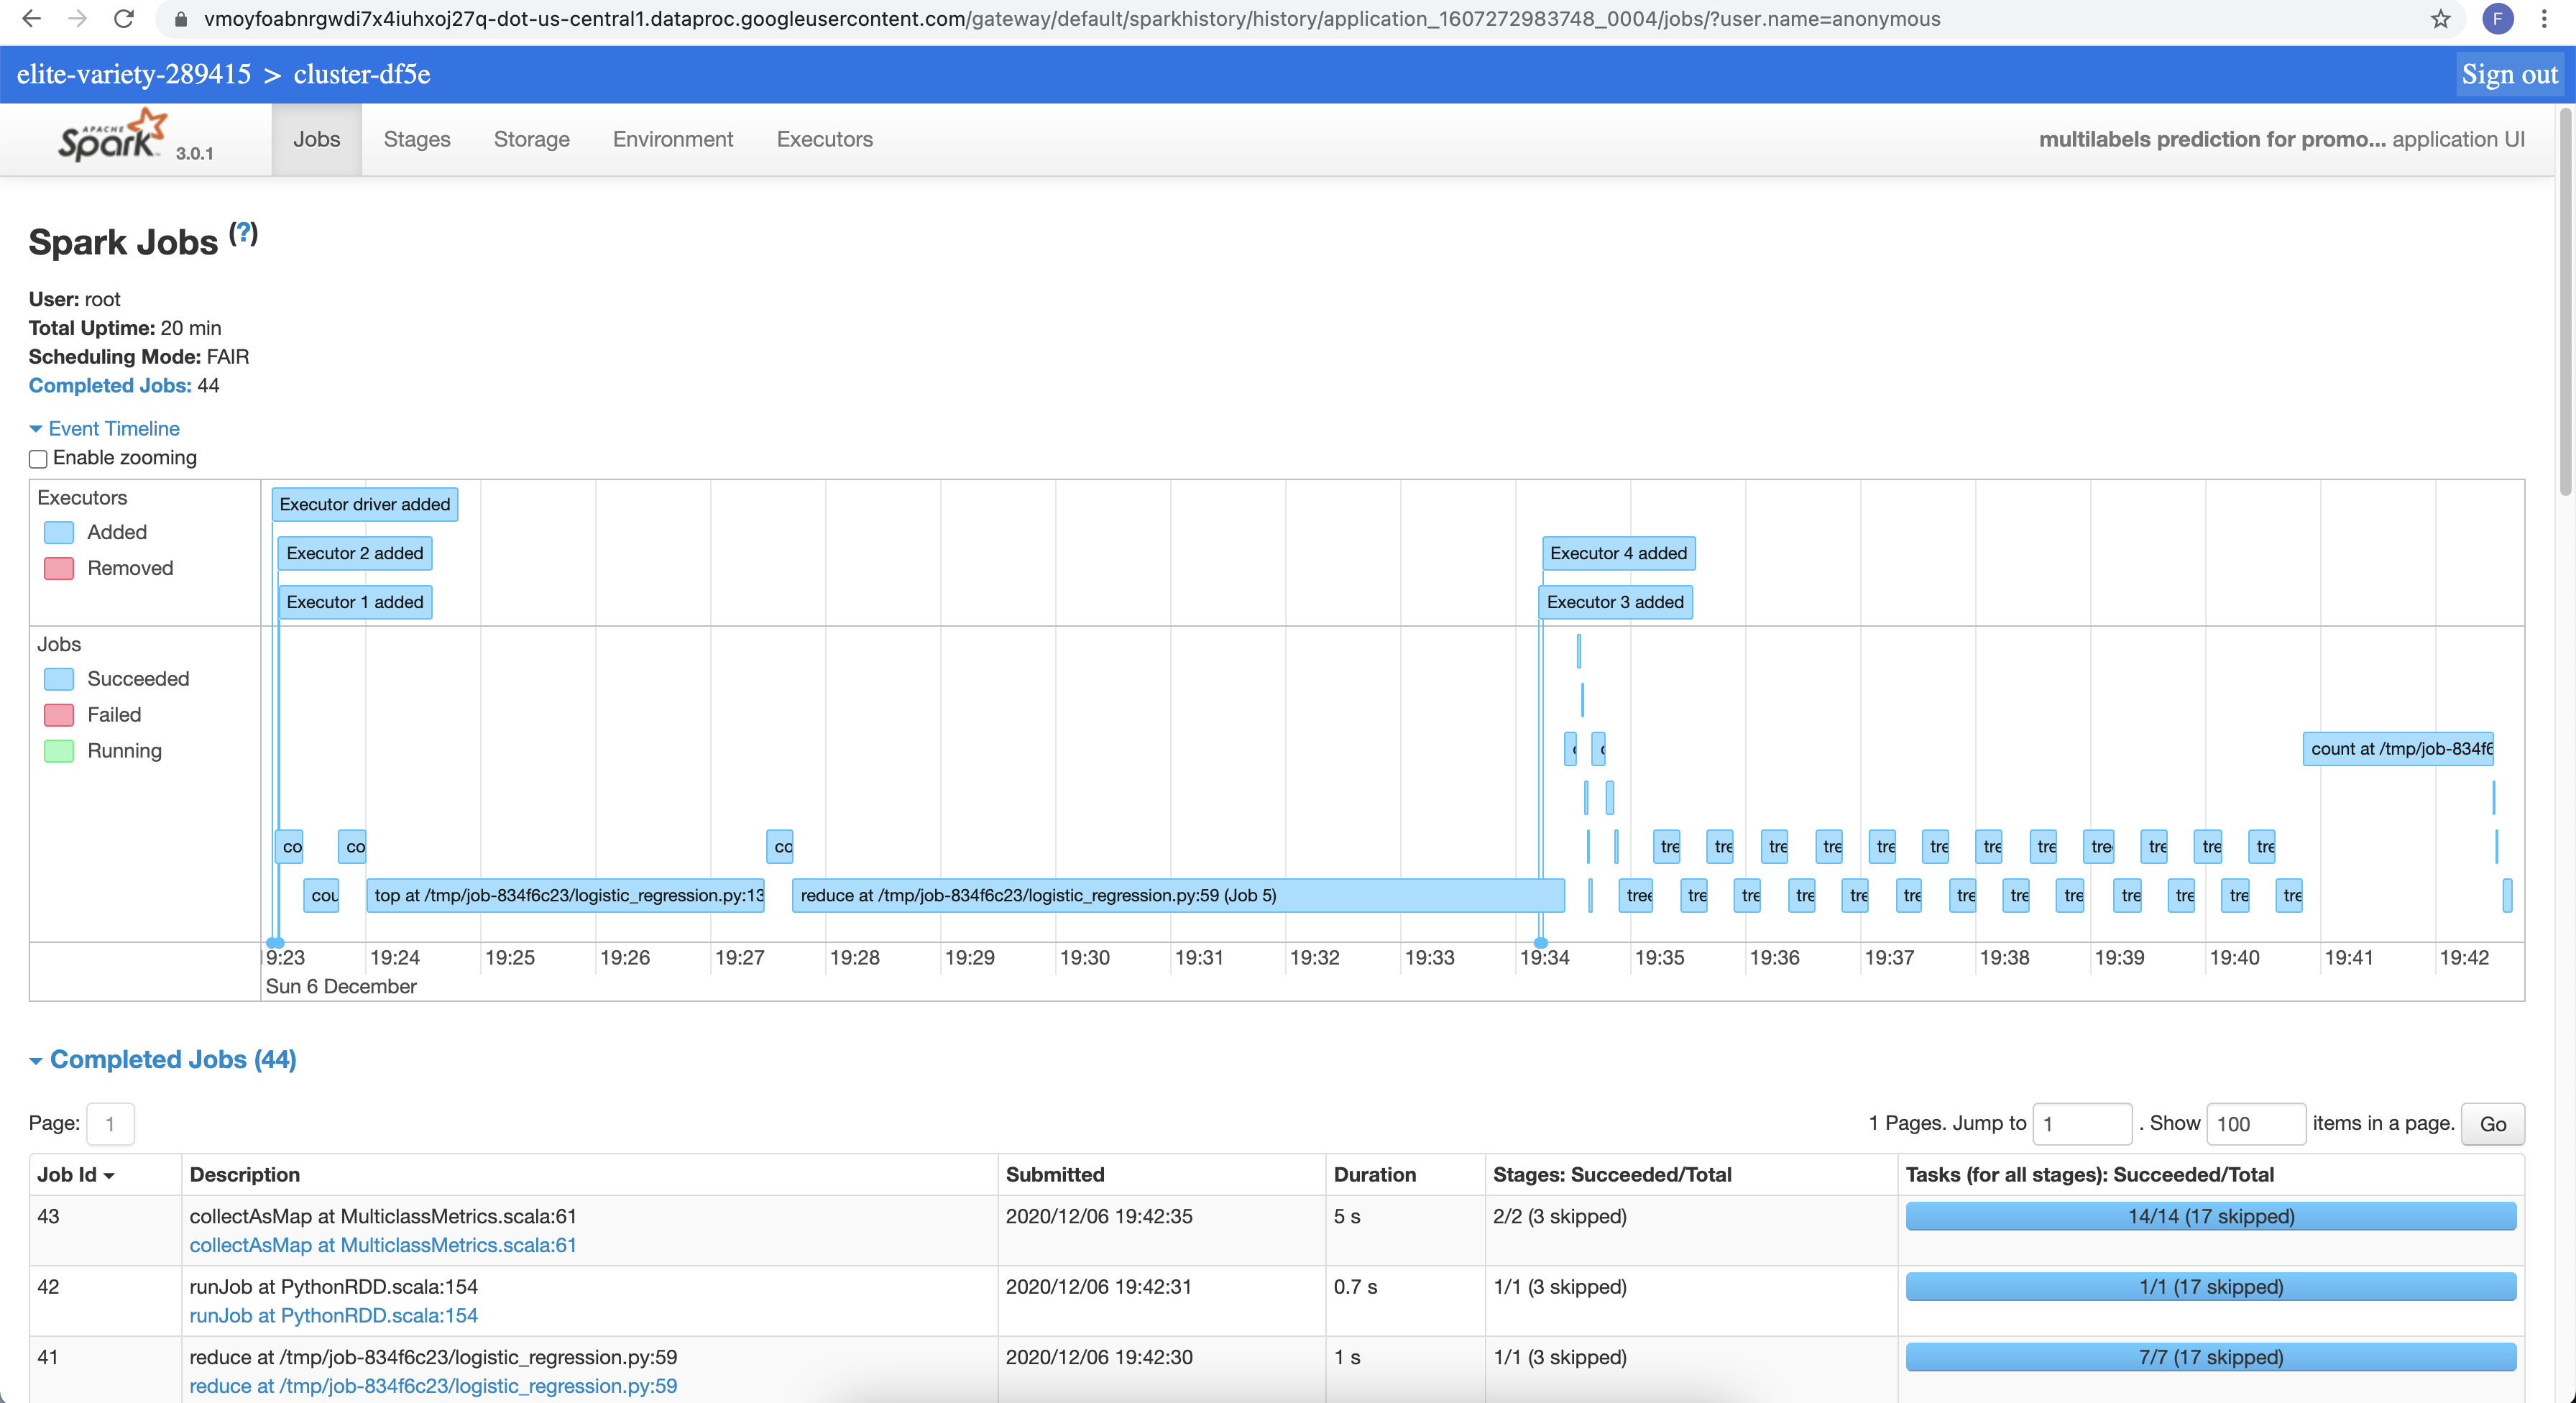 vmoyfoabnrgwdi7x4iuhxoj27q-dot-us-central1.dataproc.googleusercontent.com/gateway/default/sparkhistory/history/application_1607272983748_0004/jobs/?user.name=anonymous
F
elite-variety-289415 > cluster-df5e
Sign out
APACHE Spark 3.0.1
Jobs Stages Storage Environment Executors
multilabels prediction for promo... application UI
Spark Jobs (?)
User: root
Total Uptime: 20 min
Scheduling Mode: FAIR
Completed Jobs: 44
Event Timeline
Enable zooming
Executors
Added
Removed
Executor driver added
Executor 2 added
Executor 1 added
Executor 4 added
Executor 3 added
Jobs
Succeeded
Failed
Running
count at /tmp/job-834f6
co co co tre tre tre tre tre tre tre tre tre tre tre tre
cou top at /tmp/job-834f6c23/logistic_regression.py:13 reduce at /tmp/job-834f6c23/logistic_regression.py:59 (Job 5) tree tre tre tre tre tre tre tre tre tre tre tre tre
9:23 19:24 19:25 19:26 19:27 19:28 19:29 19:30 19:31 19:32 19:33 19:34 19:35 19:36 19:37 19:38 19:39 19:40 19:41 19:42
Sun 6 December
Completed Jobs (44)
Page: 1
1 Pages. Jump to 1 . Show 100 items in a page. Go
Job Id Description Submitted Duration Stages: Succeeded/Total Tasks (for all stages): Succeeded/Total
43 collectAsMap at MulticlassMetrics.scala:61 2020/12/06 19:42:35 5 s 2/2 (3 skipped) 14/14 (17 skipped)
collectAsMap at MulticlassMetrics.scala:61
42 runJob at PythonRDD.scala:154 2020/12/06 19:42:31 0.7 s 1/1 (3 skipped) 1/1 (17 skipped)
runJob at PythonRDD.scala:154
41 reduce at /tmp/job-834f6c23/logistic_regression.py:59 2020/12/06 19:42:30 1 s 1/1 (3 skipped) 7/7 (17 skipped)
reduce at /tmp/job-834f6c23/logistic_regression.py:59